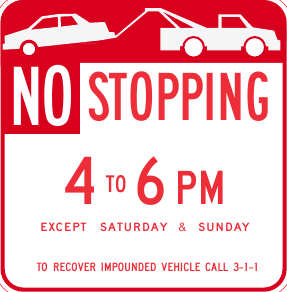 NO STOPPING
4 TO 6 PM
EXCEPT SATURDAY & SUNDAY
TO RECOVER IMPOUNDED VEHICLE CALL 3-1-1